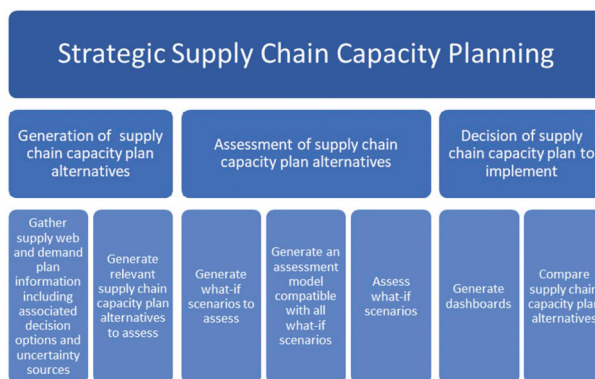 Strategic Supply Chain Capacity Planning
Generation of supply
chain capacity plan
alternatives
Assessment of supply chain
capacity plan alternatives
Decision of supply
chain capacity plan to
implement
Gather
supply web
and demand
plan
information
including
associated
decision
options and
uncertainty
sources
Generate
relevant
supply chain
capacity plan
alternatives
to assess
Generate
what-if
scenarios to
assess
Generate an
assessment
model
compatible
with all
what-if
scenarios
Assess
what-if
scenarios
Generate
dashboards
Compare
supply chain
capacity plan
alternatives